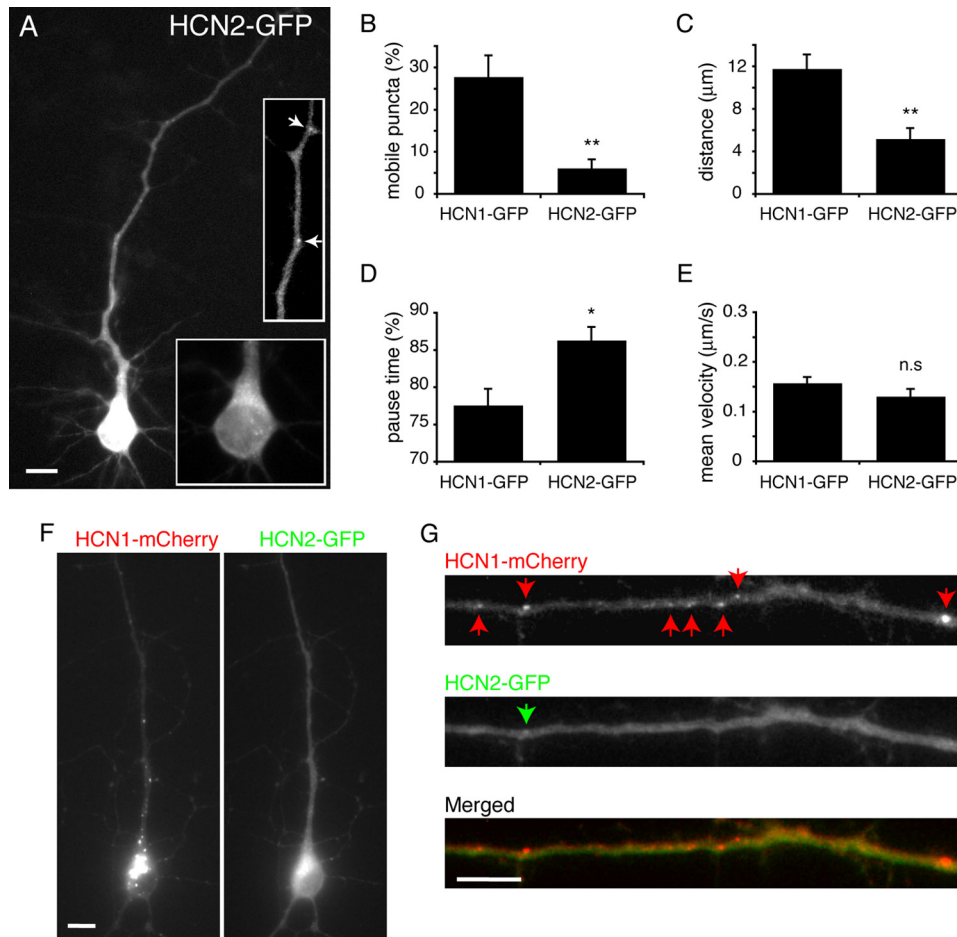 A
HCN2-GFP
B
mobile puncta (%)
40
30
20
10
0
**
HCN1-GFP
HCN2-GFP
C
distance (μm)
12
8
4
0
**
HCN1-GFP
HCN2-GFP
D
pause time (%)
90
85
80
75
70
*
HCN1-GFP
HCN2-GFP
E
mean velocity (μm/s)
0.3
0.2
0.1
0
n.s
HCN1-GFP
HCN2-GFP
F
HCN1-mCherry
HCN2-GFP
G
HCN1-mCherry
HCN2-GFP
Merged